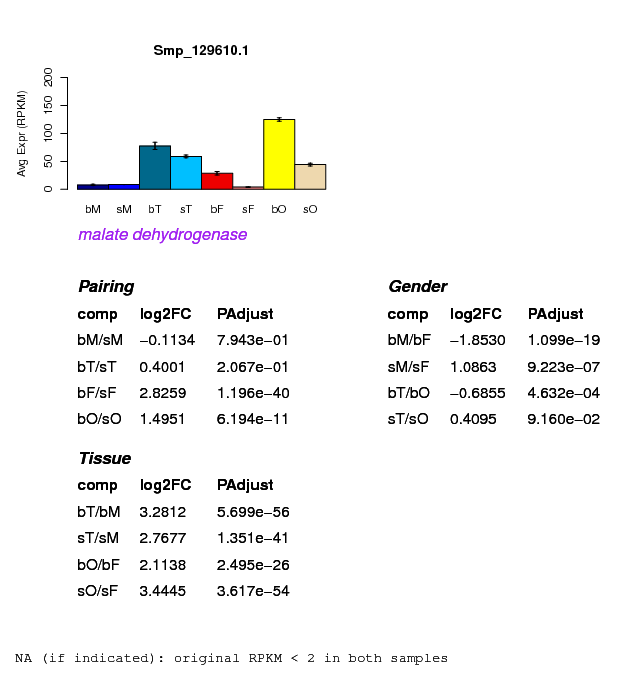 Smp_129610.1
Avg Expr (RPKM)
200
150
100
50
0
bM sM bT sT bF sF bO sO
malate dehydrogenase
Pairing
comp log2FC PAdjust
bM/sM −0.1134 7.943e−01
bT/sT 0.4001 2.067e−01
bF/sF 2.8259 1.196e−40
bO/sO 1.4951 6.194e−11
Gender
comp log2FC PAdjust
bM/bF −1.8530 1.099e−19
sM/sF 1.0863 9.223e−07
bT/bO −0.6855 4.632e−04
sT/sO 0.4095 9.160e−02
Tissue
comp log2FC PAdjust
bT/bM 3.2812 5.699e−56
sT/sM 2.7677 1.351e−41
bO/bF 2.1138 2.495e−26
sO/sF 3.4445 3.617e−54
NA (if indicated): original RPKM < 2 in both samples